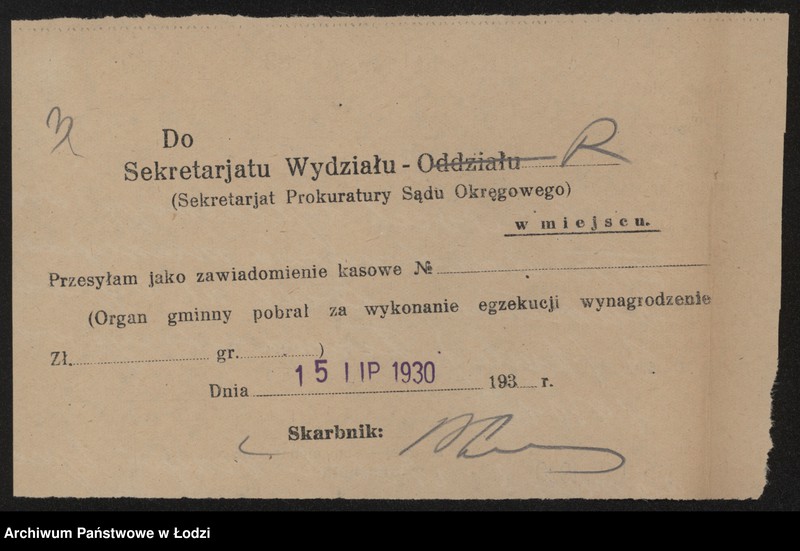 Do
Sekretarjatu Wydziału - Oddziału R
(Sekretarjat Prokuratury Sądu Okręgowego)
w miejscu.
Przesyłam jako zawiadomienie kasowe №
(Organ gminny pobrał za wykonanie egzekucji wynagrodzenie
Zł. gr. )
Dnia 15 LIP 1930 193 r.
Skarbnik:
Archiwum Państwowe w Łodzi